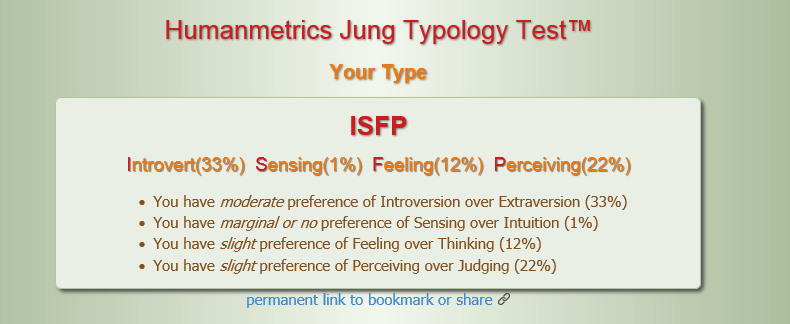 Humanmetrics Jung Typology Test™
Your Type
ISFP
Introvert(33%) Sensing(1%) Feeling(12%) Perceiving(22%)
• You have moderate preference of Introversion over Extraversion (33%)
• You have marginal or no preference of Sensing over Intuition (1%)
• You have slight preference of Feeling over Thinking (12%)
• You have slight preference of Perceiving over Judging (22%)
permanent link to bookmark or share